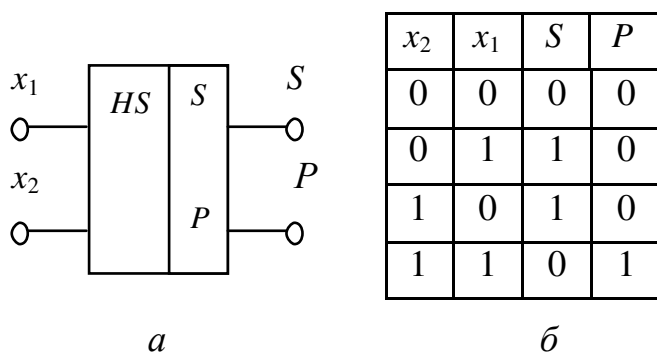 x₁ HS S S
x₂ P P
а
x₂ x₁ S P
0 0 0 0
0 1 1 0
1 0 1 0
1 1 0 1
б